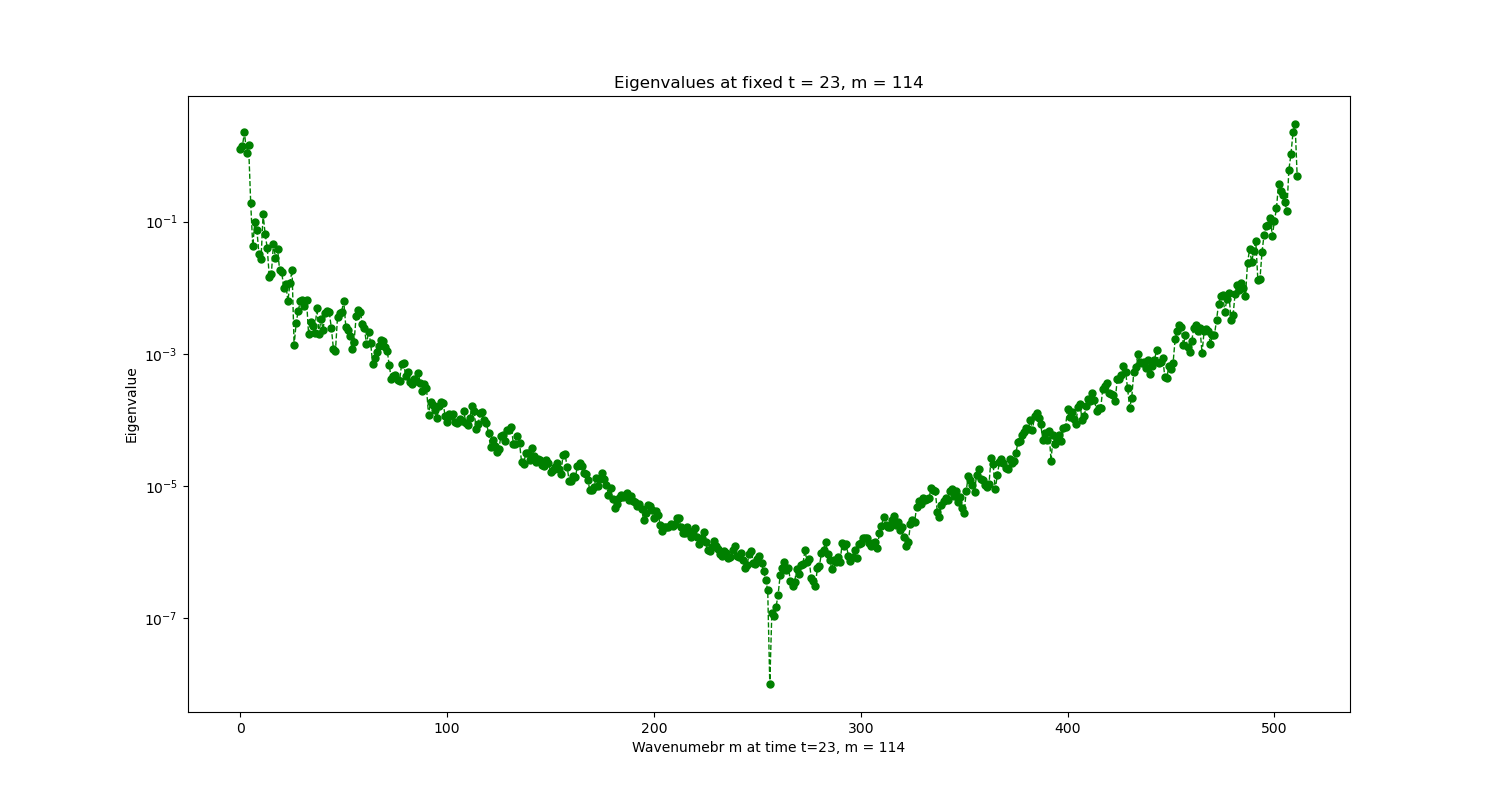 Eigenvalues at fixed t = 23, m = 114
Eigenvalue
10⁻¹
10⁻³
10⁻⁵
10⁻⁷
0 100 200 300 400 500
Wavenumebr m at time t=23, m = 114